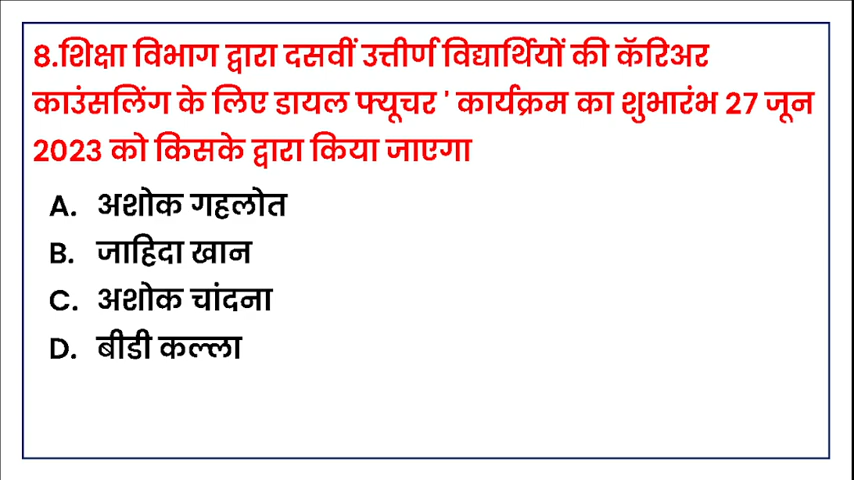 8.शिक्षा विभाग द्वारा दसवीं उत्तीर्ण विद्यार्थियों की कॅरिअर
काउंसलिंग के लिए डायल फ्यूचर ' कार्यक्रम का शुभारंभ 27 जून
2023 को किसके द्वारा किया जाएगा
A. अशोक गहलोत
B. जाहिदा खान
C. अशोक चांदना
D. बीडी कल्ला